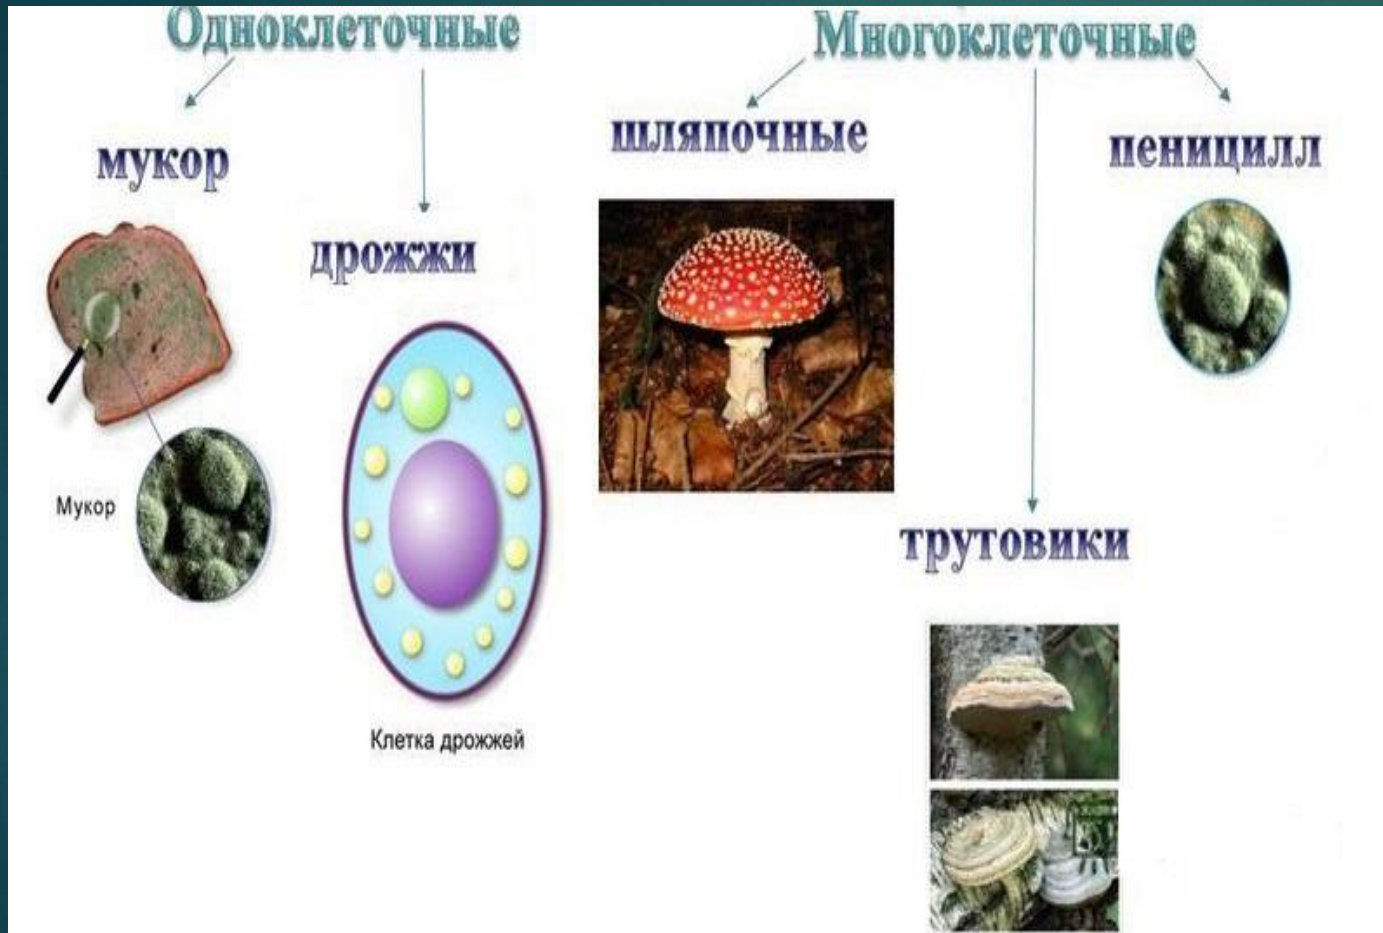 Одноклеточные
Многоклеточные
мукор
дрожжи
шляпочные
пеницилл
трутовики
Мукор
Клетка дрожжей